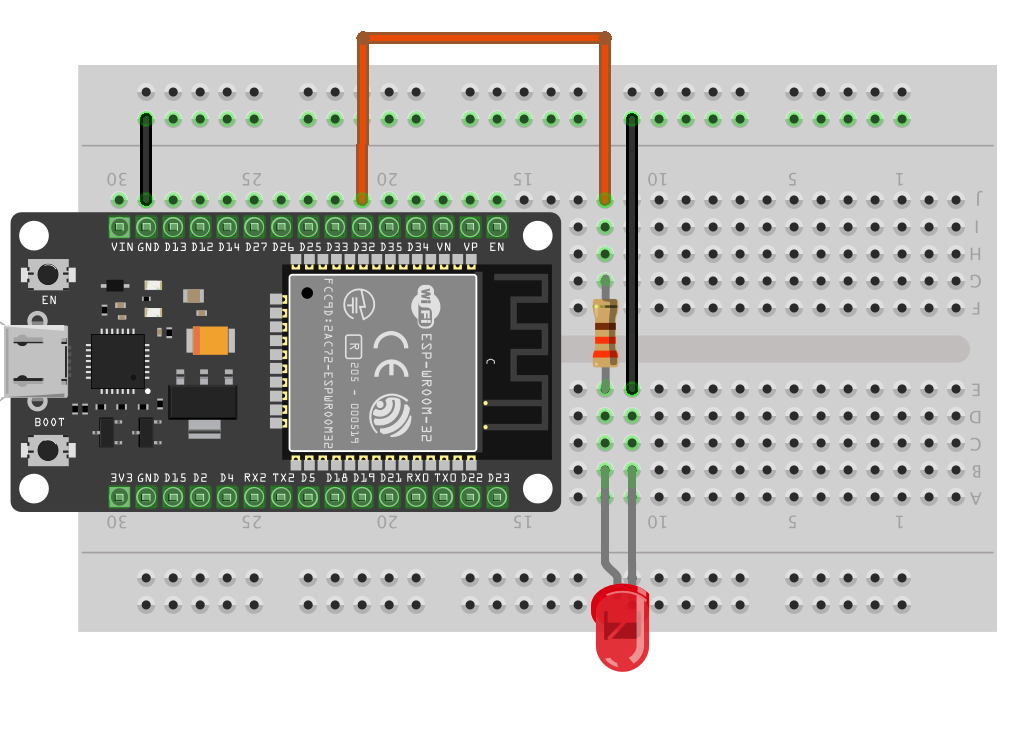 30 25 20 15 10 5 1
J
I
H
G
F
E
D
C
B
A
VIN GND D13 D12 D14 D27 D26 D25 D33 D32 D35 D34 VN VP EN
EN
BOOT
FCC9D:2AC7Z-ESPWROOM32
R 205 - 000519
CE
WiFi
ESP-WROOM-32
C
3V3 GND D15 D2 D4 RX2 TX2 D5 D18 D19 D21 RX0 TX0 D22 D23
30 25 20 15 10 5 1